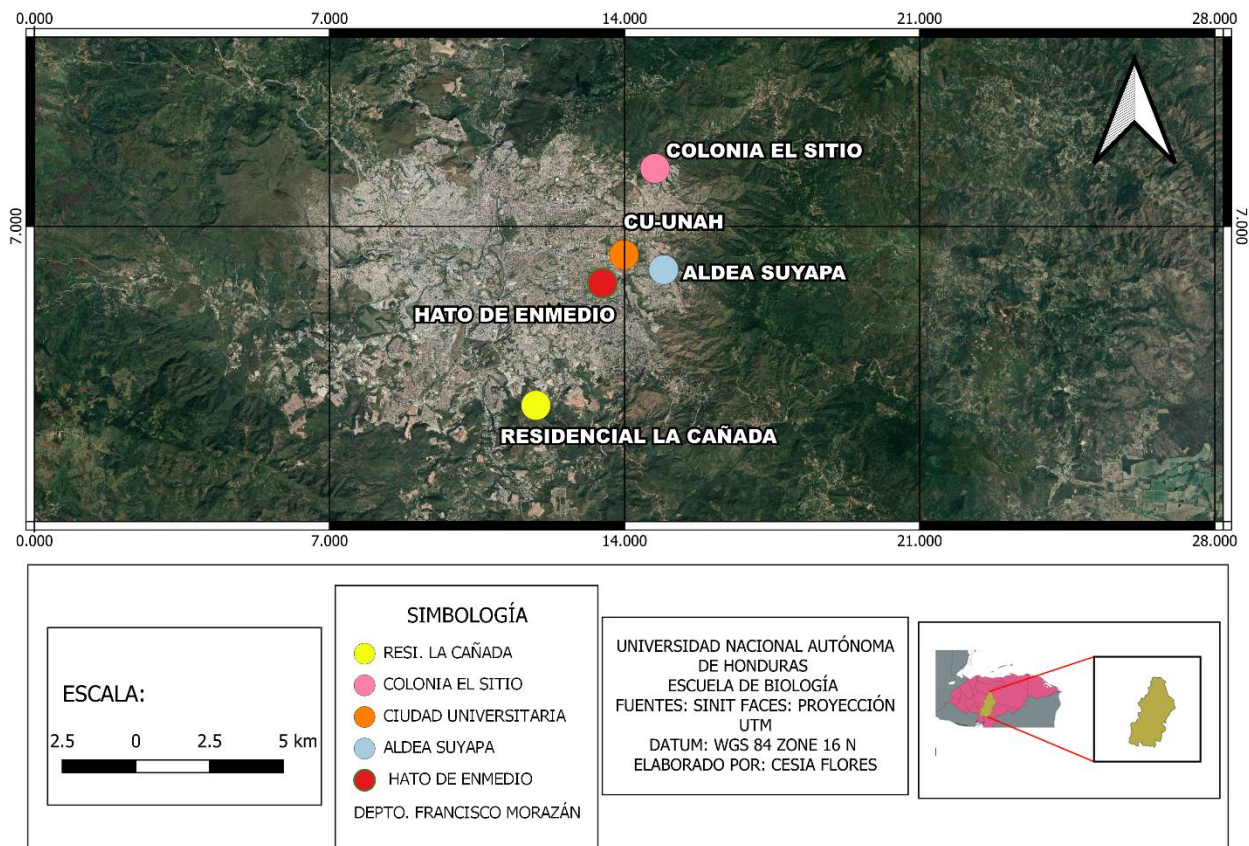 0.000 7.000 14.000 21.000 28.000
COLONIA EL SITIO
7.000
7.000
CU-UNAH
ALDEA SUYAPA
HATO DE ENMEDIO
RESIDENCIAL LA CAÑADA
0.000 7.000 14.000 21.000 28.000
ESCALA:
2.5 0 2.5 5 km
SIMBOLOGÍA
RESI. LA CAÑADA
COLONIA EL SITIO
CIUDAD UNIVERSITARIA
ALDEA SUYAPA
HATO DE ENMEDIO
DEPTO. FRANCISCO MORAZÁN
UNIVERSIDAD NACIONAL AUTÓNOMA
DE HONDURAS
ESCUELA DE BIOLOGÍA
FUENTES: SINIT FACES: PROYECCIÓN
UTM
DATUM: WGS 84 ZONE 16 N
ELABORADO POR: CESIA FLORES